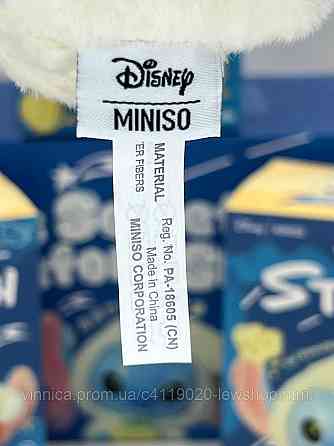 Disney
MINISO
MATERIAL
ER FIBERS
Reg. No. PA-18605 (CN)
Made in China
MINISO CORPORATION
ST
vinnica.prom.ua/c4119020-lewshop.html